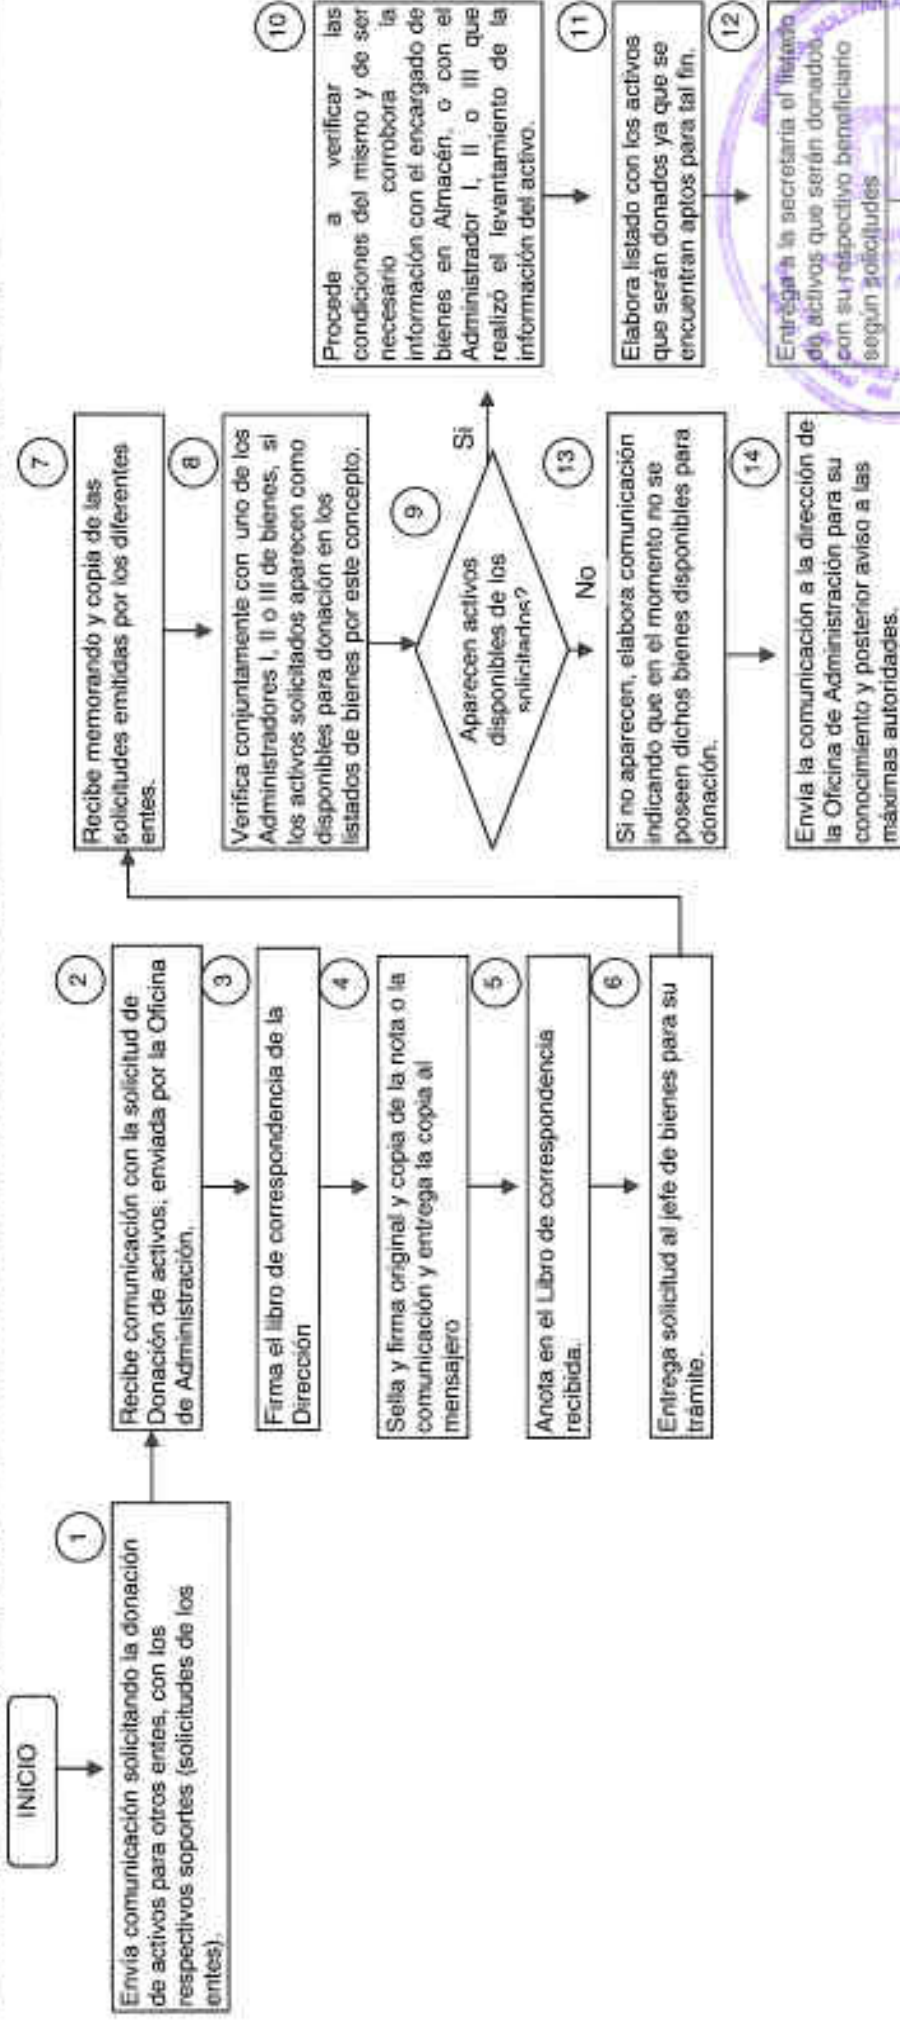 INICIO
1
Envía comunicación solicitando la donación
de activos para otros entes, con los
respectivos soportes (solicitudes de los
entes).
2
Recibe comunicación con la solicitud de
Donación de activos, enviada por la Oficina
de Administración.
3
Firma el libro de correspondencia de la
Dirección
4
Sella y firma original y copia de la nota o la
comunicación y entrega la copia al
mensajero
5
Anota en el Libro de correspondencia
recibida.
6
Entrega solicitud al jefe de bienes para su
trámite.
7
Recibe memorando y copia de las
solicitudes emitidas por los diferentes
entes.
8
Verifica conjuntamente con uno de los
Administradores I, II o III de bienes, si
los activos solicitados aparecen como
disponibles para donación en los
listados de bienes por este concepto.
9
Aparecen activos
disponibles de los
solicitados?
Si
No
10
Procede a verificar las
condiciones del mismo y de ser
necesario corrobora la
información con el encargado de
bienes en Almacén, o con el
Administrador I, II o III que
realizó el levantamiento de la
información del activo.
11
Elabora listado con los activos
que serán donados ya que se
encuentran aptos para tal fin.
12
Entrega a la secretaria el listado
de activos que serán donados
con su respectivo beneficiario
según solicitudes
13
Si no aparecen, elabora comunicación
indicando que en el momento no se
poseen dichos bienes disponibles para
donación.
14
Envía la comunicación a la dirección de
la Oficina de Administración para su
conocimiento y posterior aviso a las
máximas autoridades.